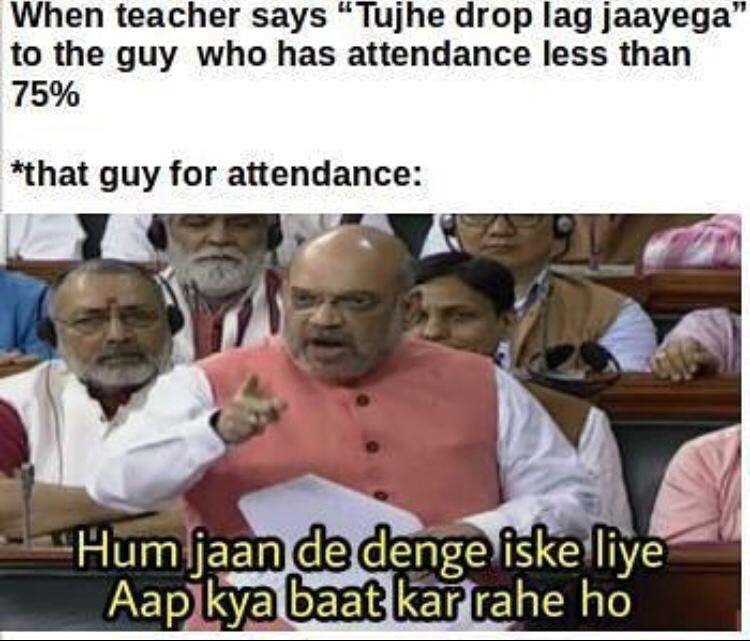 When teacher says “Tujhe drop lag jaayega”
to the guy who has attendance less than
75%
*that guy for attendance:
Hum jaan de denge iske liye
Aap kya baat kar rahe ho